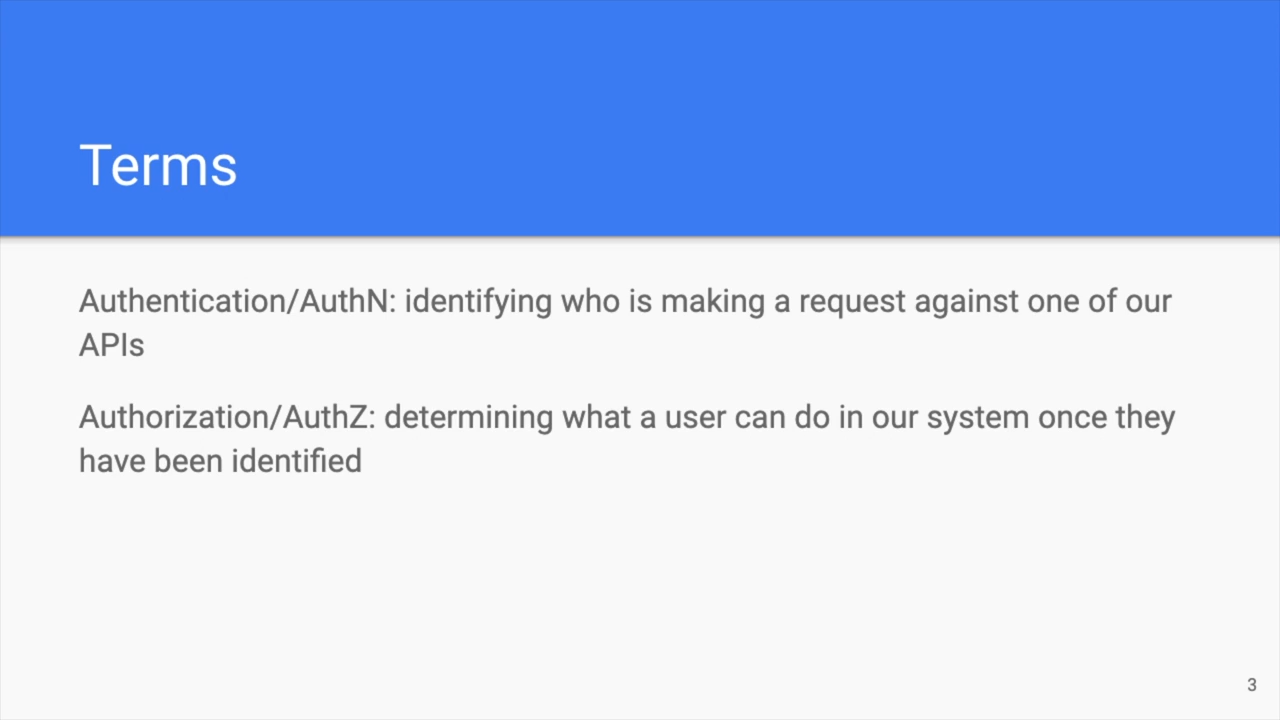 Terms
Authentication/AuthN: identifying who is making a request against one of our
APIs
Authorization/AuthZ: determining what a user can do in our system once they
have been identified
3